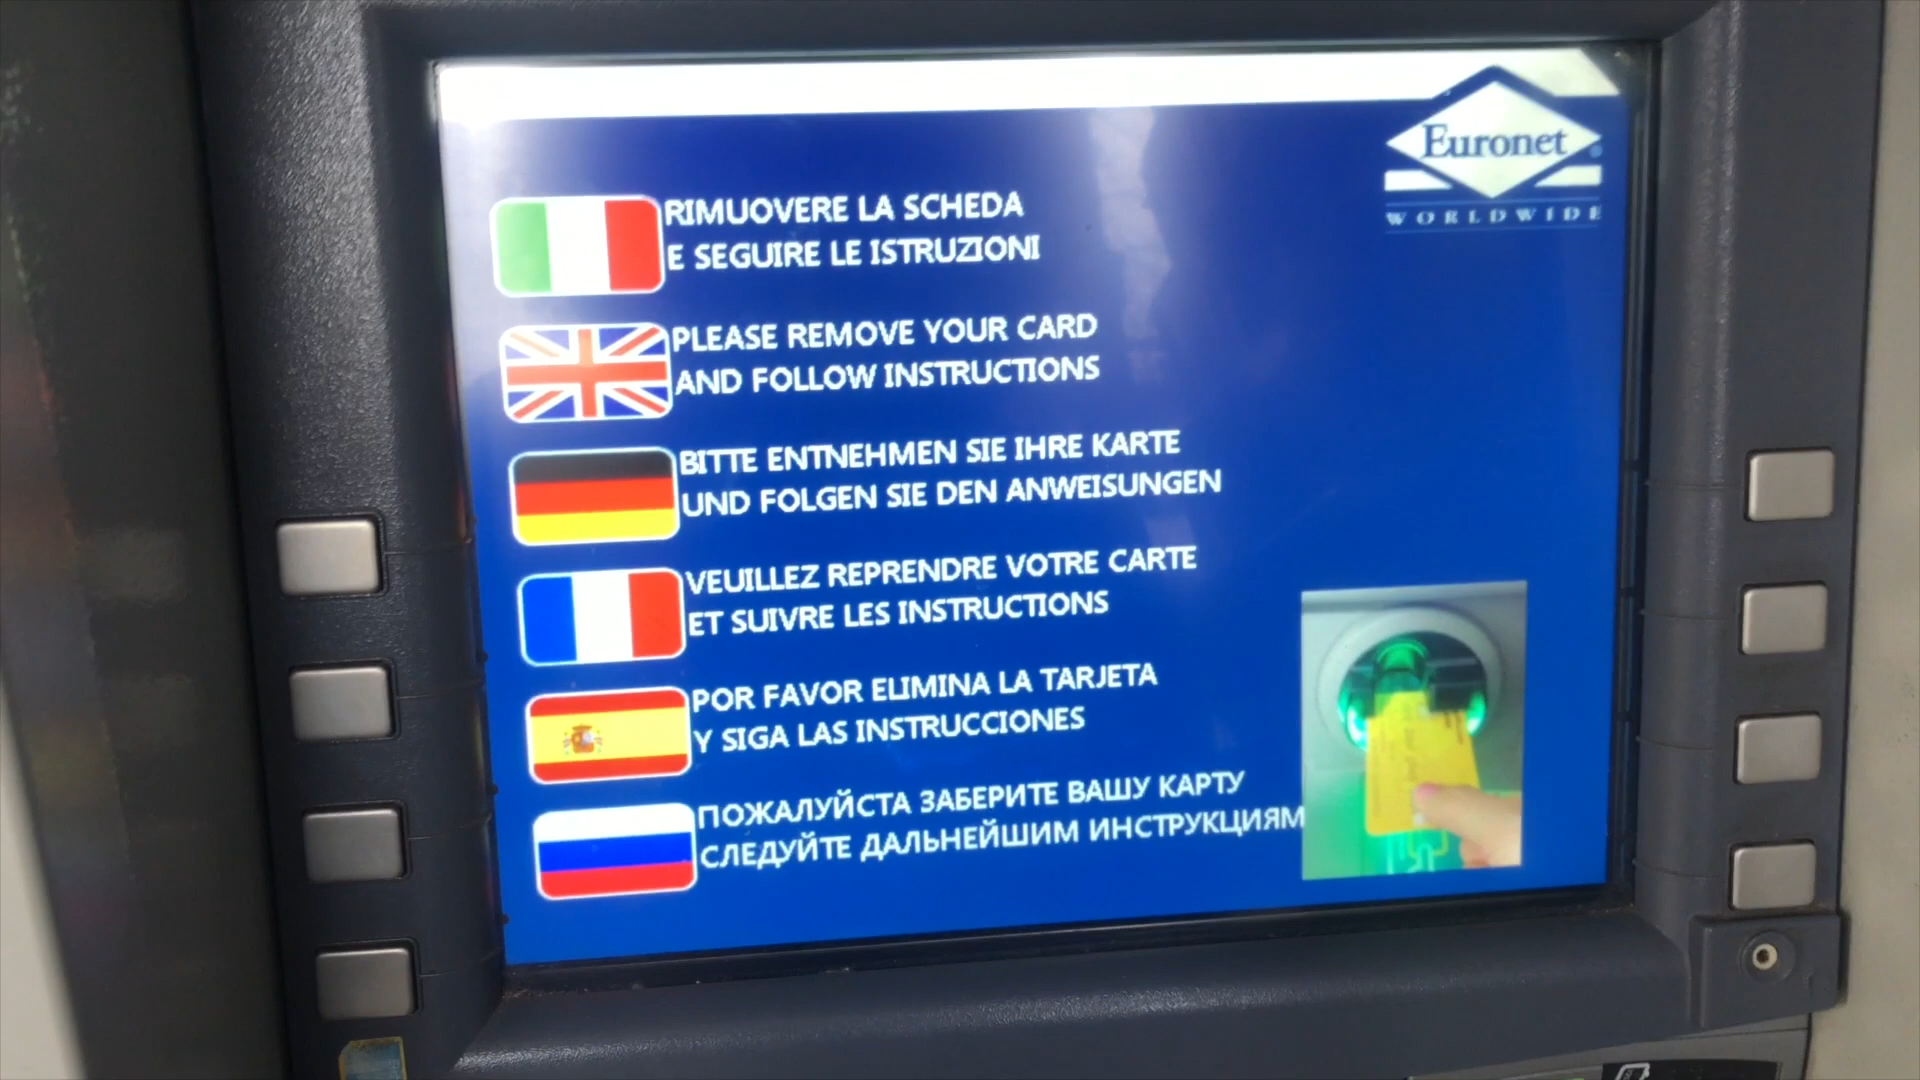 Euronet
WORLDWIDE
RIMUOVERE LA SCHEDA
E SEGUIRE LE ISTRUZIONI
PLEASE REMOVE YOUR CARD
AND FOLLOW INSTRUCTIONS
BITTE ENTNEHMEN SIE IHRE KARTE
UND FOLGEN SIE DEN ANWEISUNGEN
VEUILLEZ REPRENDRE VOTRE CARTE
ET SUIVRE LES INSTRUCTIONS
POR FAVOR ELIMINA LA TARJETA
Y SIGA LAS INSTRUCCIONES
ПОЖАЛУЙСТА ЗАБЕРИТЕ ВАШУ КАРТУ
СЛЕДУЙТЕ ДАЛЬНЕЙШИМ ИНСТРУКЦИЯМ